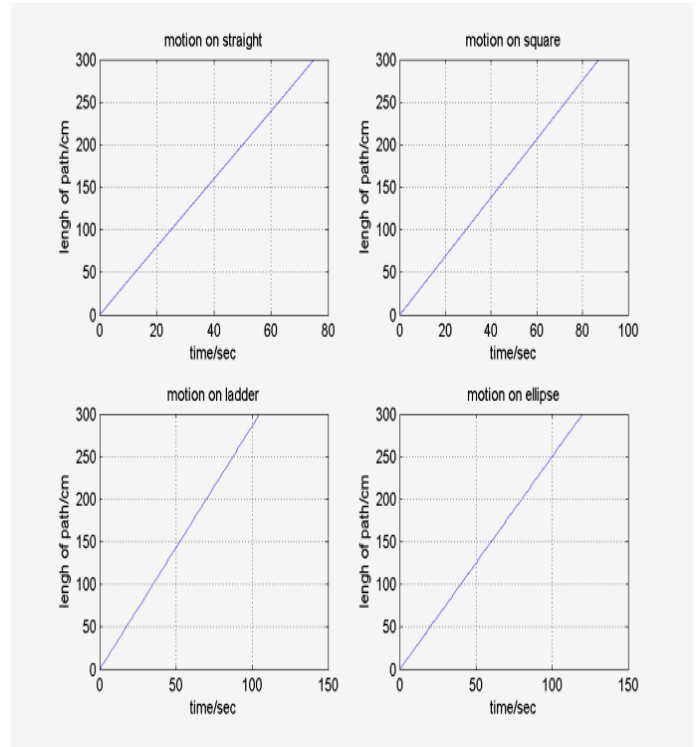 motion on straight
300
250
200
150
100
50
0
lengh of path/cm
0 20 40 60 80
time/sec
motion on square
300
250
200
150
100
50
0
lengh of path/cm
0 20 40 60 80 100
time/sec
motion on ladder
300
250
200
150
100
50
0
lengh of path/cm
0 50 100 150
time/sec
motion on ellipse
300
250
200
150
100
50
0
lengh of path/cm
0 50 100 150
time/sec